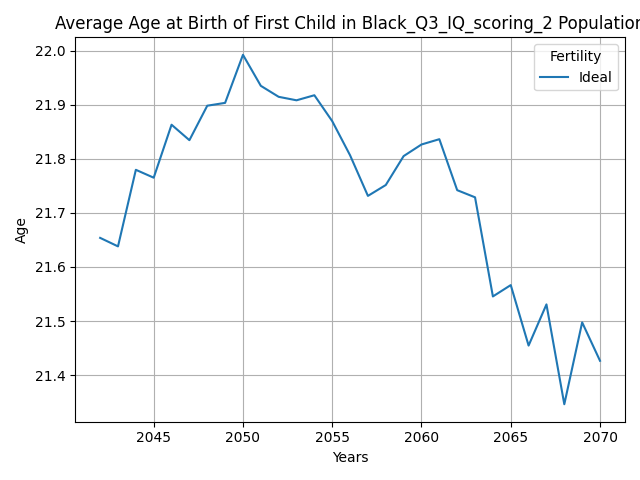 Average Age at Birth of First Child in Black_Q3_IQ_scoring_2 Population
Fertility
Ideal
22.0
21.9
21.8
21.7
21.6
21.5
21.4
Age
2045 2050 2055 2060 2065 2070
Years